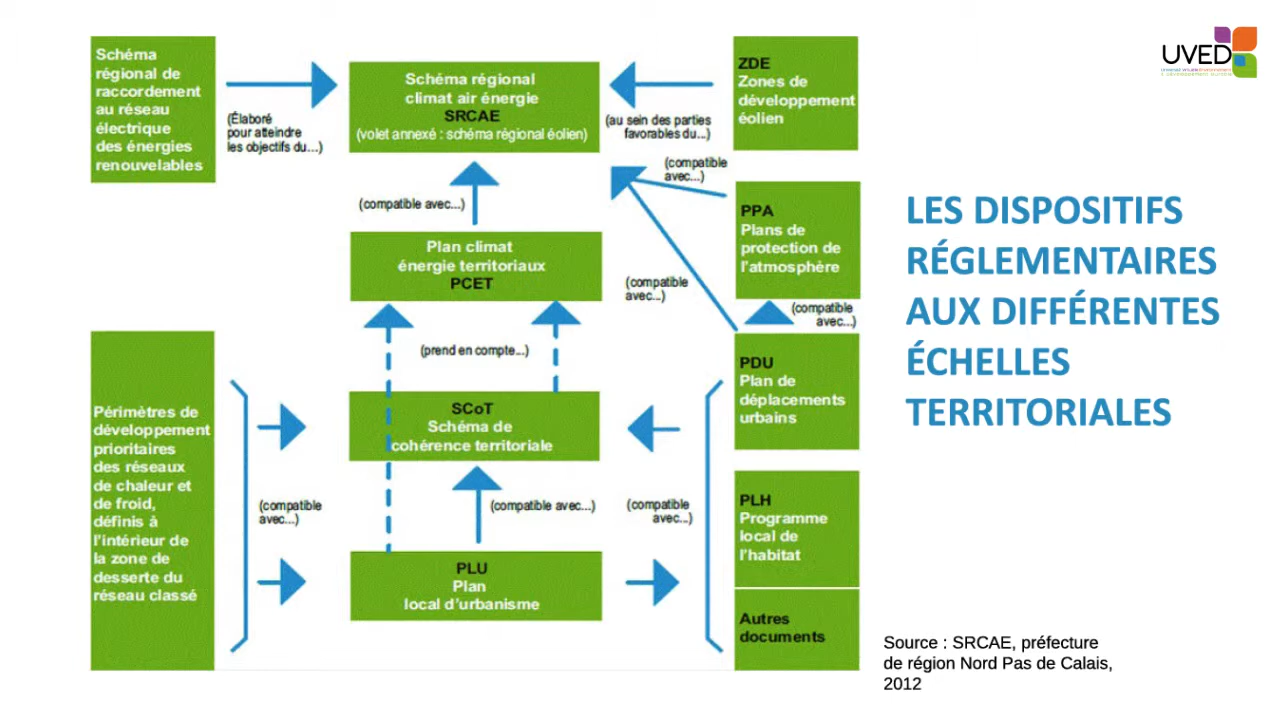 Schéma
régional de
raccordement
au réseau
électrique
des énergies
renouvelables
(Élaboré
pour atteindre
les objectifs du...)
Schéma régional
climat air énergie
SRCAE
(volet annexé : schéma régional éolien)
(au sein des parties
favorables du...)
ZDE
Zones de
développement
éolien
UVED
(compatible
avec...)
(compatible avec...)
Plan climat
énergie territoriaux
PCET
PPA
Plans de
protection de
l'atmosphère
(compatible
avec...)
(compatible
avec...)
(prend en compte...)
Périmètres de
développement
prioritaires
des réseaux
de chaleur et
de froid,
définis à
l'intérieur de
la zone de
desserte du
réseau classé
SCoT
Schéma de
cohérence territoriale
PDU
Plan de
déplacements
urbains
(compatible
avec...)
(compatible avec...)
(compatible
avec...)
PLH
Programme
local de
l'habitat
PLU
Plan
local d'urbanisme
Autres
documents
LES DISPOSITIFS
RÉGLEMENTAIRES
AUX DIFFÉRENTES
ÉCHELLES
TERRITORIALES
Source : SRCAE, préfecture
de région Nord Pas de Calais,
2012